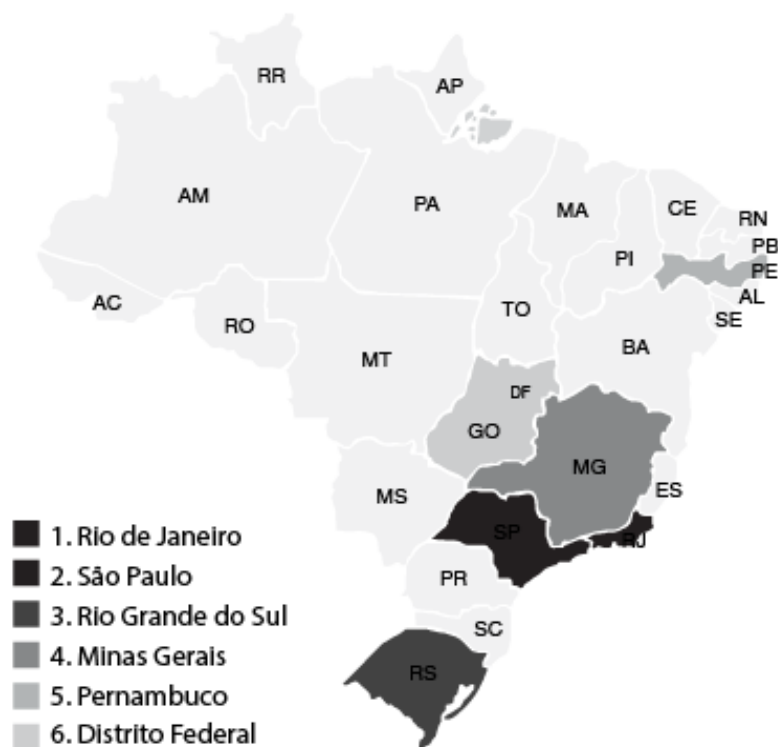 RR
AP
AM
PA
MA
CE
RN
PB
PI
PE
AC
AL
TO
SE
RO
BA
MT
DF
GO
MG
MS
ES
SP
RJ
PR
SC
RS
1. Rio de Janeiro
2. São Paulo
3. Rio Grande do Sul
4. Minas Gerais
5. Pernambuco
6. Distrito Federal